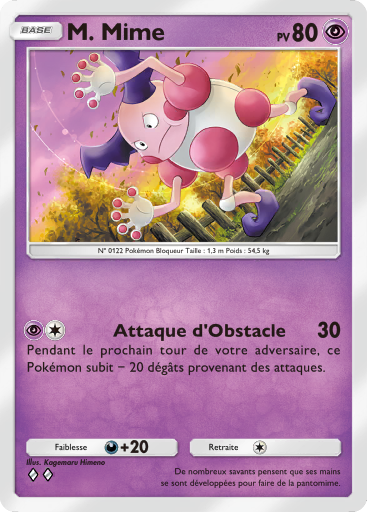 BASE
M. Mime
PV 80
N° 0122 Pokémon Bloqueur Taille : 1,3 m Poids : 54,5 kg
Attaque d'Obstacle 30
Pendant le prochain tour de votre adversaire, ce
Pokémon subit − 20 dégâts provenant des attaques.
Faiblesse +20 Retraite
Illus. Kagemaru Himeno
De nombreux savants pensent que ses mains
se sont développées pour faire de la pantomime.